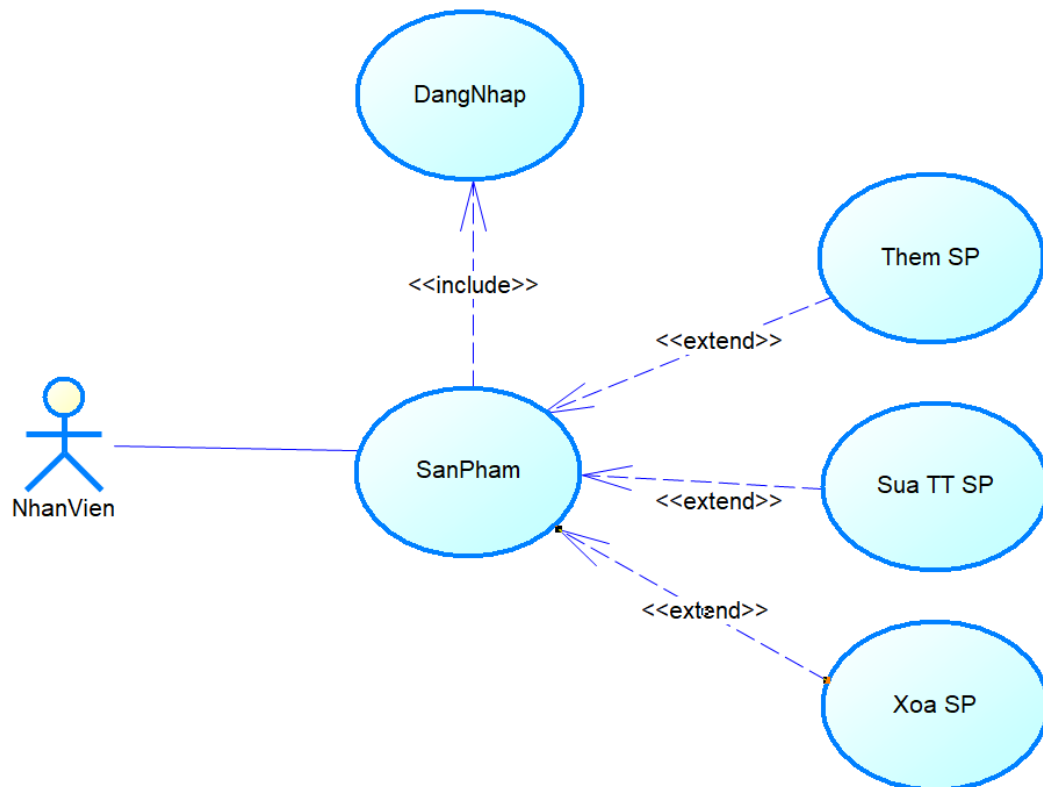 DangNhap
<<include>>
Them SP
<<extend>>
SanPham
Sua TT SP
<<extend>>
NhanVien
<<extend>>
Xoa SP